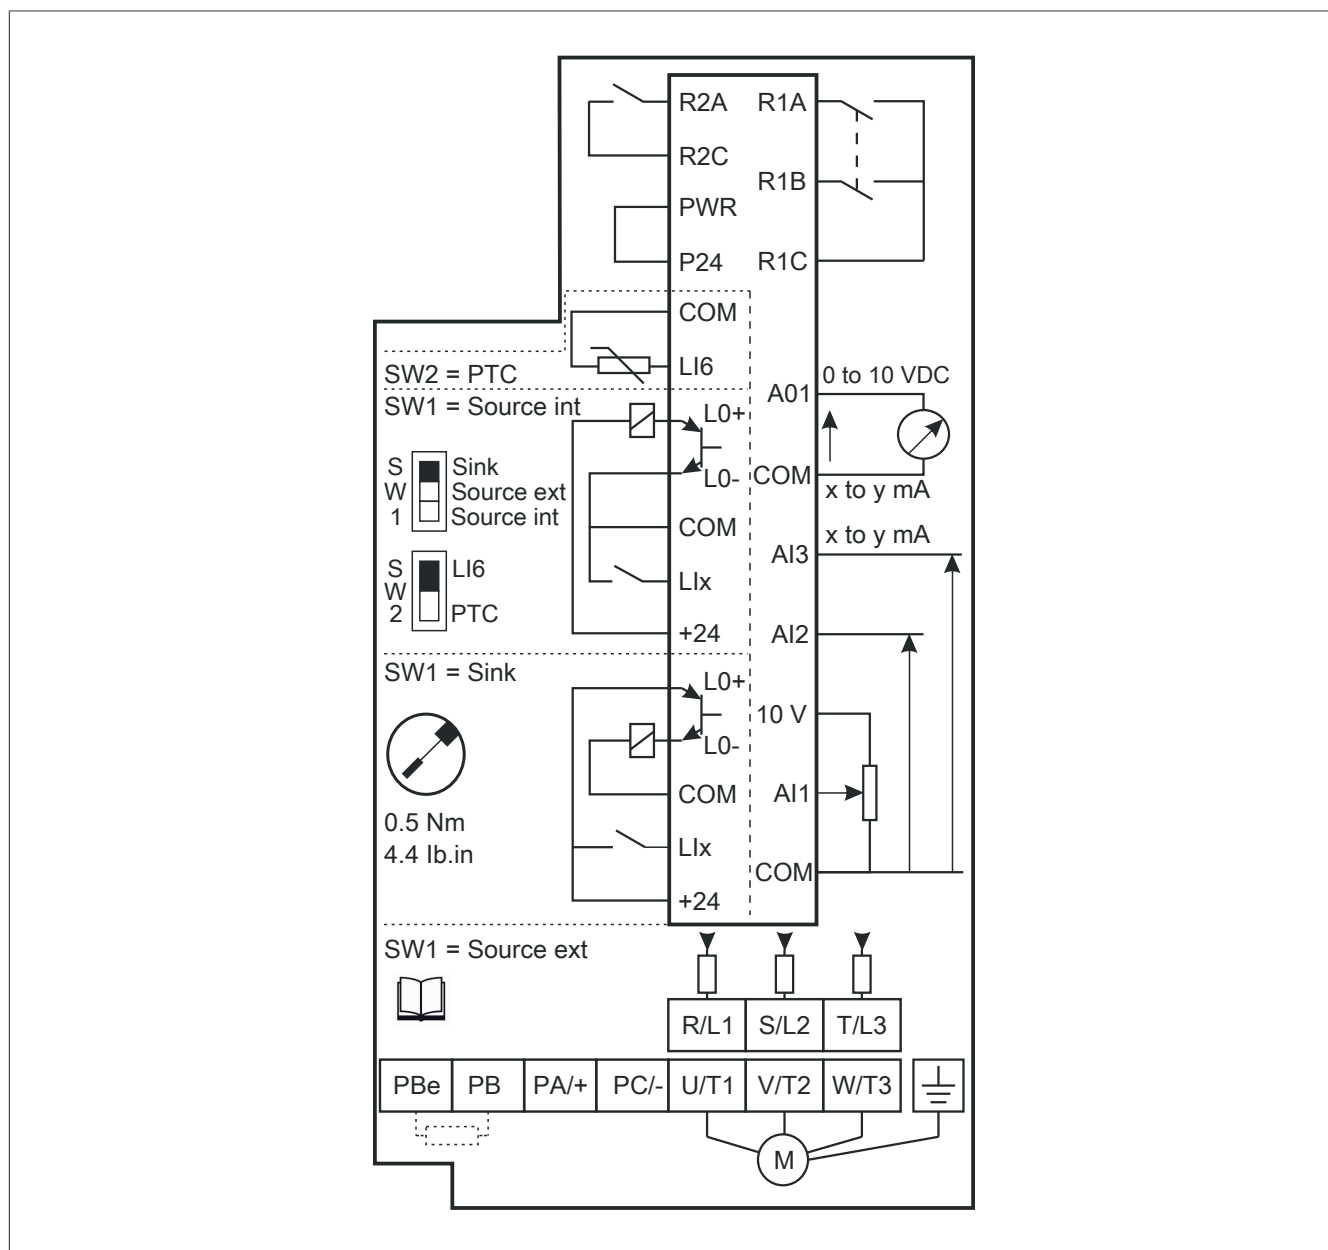 R2A R1A
R2C
R1B
PWR
P24 R1C
COM
LI6
SW2 = PTC
0 to 10 VDC
A01
SW1 = Source int
L0+
S
W
1
Sink
Source ext
Source int
L0-
COM
x to y mA
COM
x to y mA
AI3
S
W
2
LI6
PTC
LIx
+24
AI2
SW1 = Sink
L0+
10 V
L0-
COM
AI1
0.5 Nm
4.4 lb.in
LIx
COM
+24
SW1 = Source ext
R/L1 S/L2 T/L3
PBe PB PA/+ PC/- U/T1 V/T2 W/T3
M